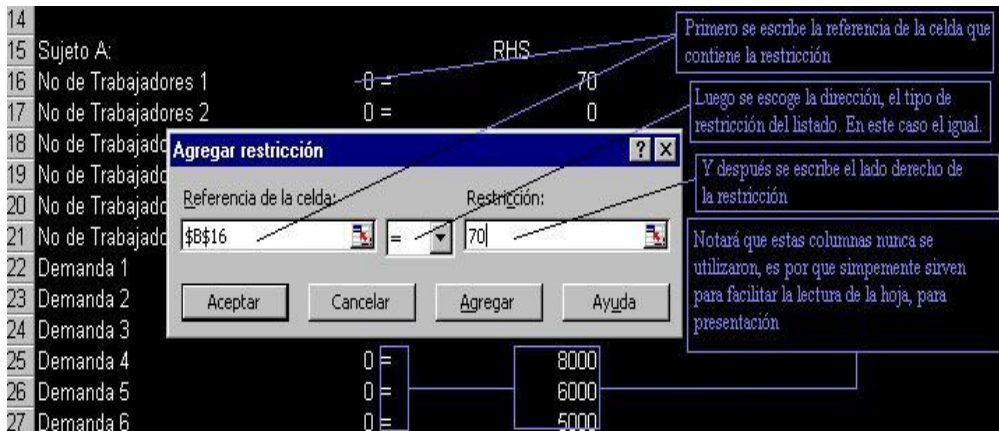 14
15 Sujeto A: RHS
16 No de Trabajadores 1 0 = 70
17 No de Trabajadores 2 0 = 0
18 No de Trabajad
19 No de Trabajado
20 No de Trabajad
21 No de Trabajad
22 Demanda 1
23 Demanda 2
24 Demanda 3
25 Demanda 4 0 = 8000
26 Demanda 5 0 = 6000
27 Demanda 6 0 = 5000
Agregar restricción ? X
Referencia de la celda: Restricción:
$B$16 = 70
Aceptar Cancelar Agregar Ayuda
Primero se escribe la referencia de la celda que
contiene la restricción
Luego se escoge la dirección, el tipo de
restricción del listado. En este caso el igual.
Y después se escribe el lado derecho de
la restricción
Notará que estas columnas nunca se
utilizaron, es por que simpemente sirven
para facilitar la lectura de la hoja, para
presentación